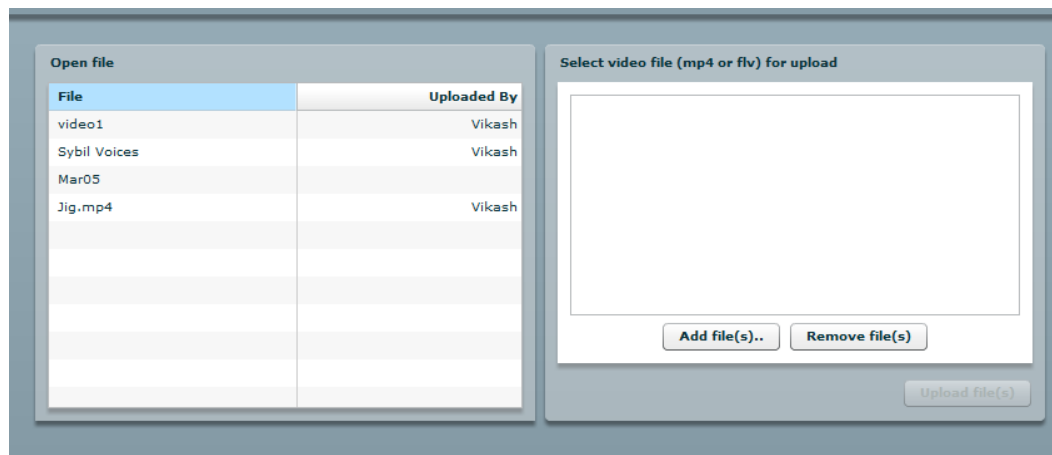 Open file
File Uploaded By
video1 Vikash
Sybil Voices Vikash
Mar05
Jig.mp4 Vikash
Select video file (mp4 or flv) for upload
Add file(s).. Remove file(s)
Upload file(s)